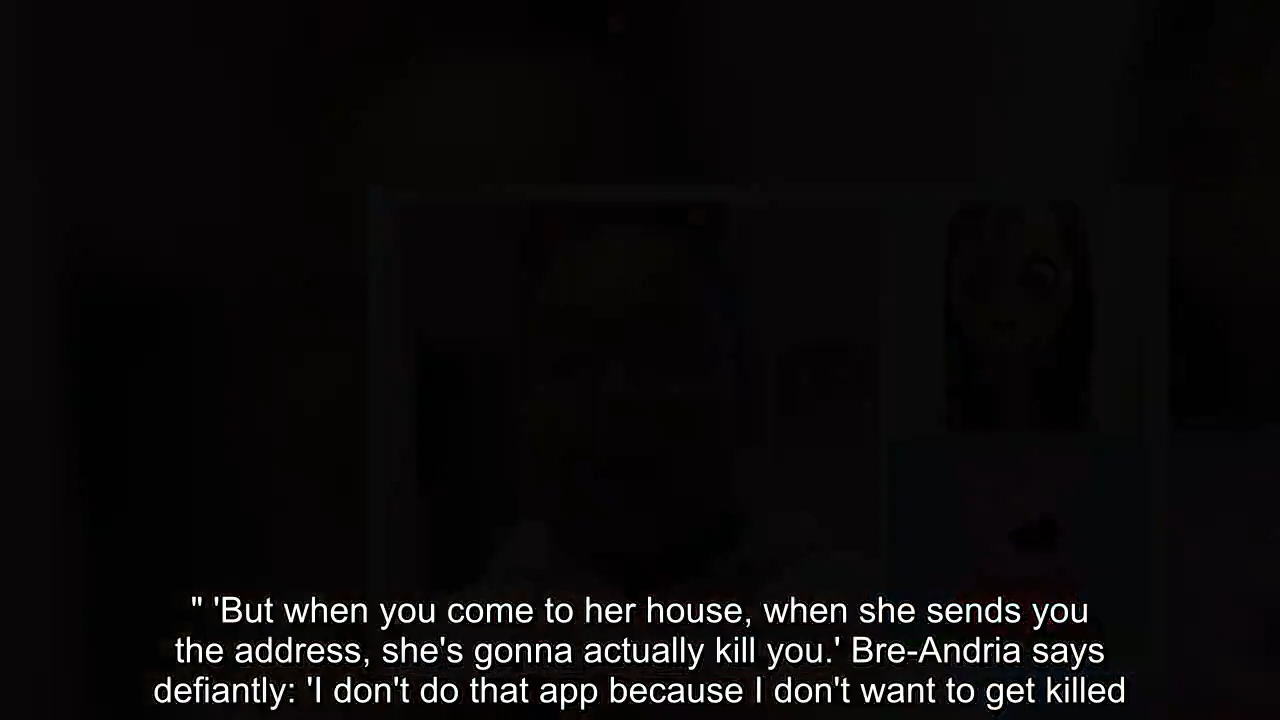 " 'But when you come to her house, when she sends you
the address, she's gonna actually kill you.' Bre-Andria says
defiantly: 'I don't do that app because I don't want to get killed